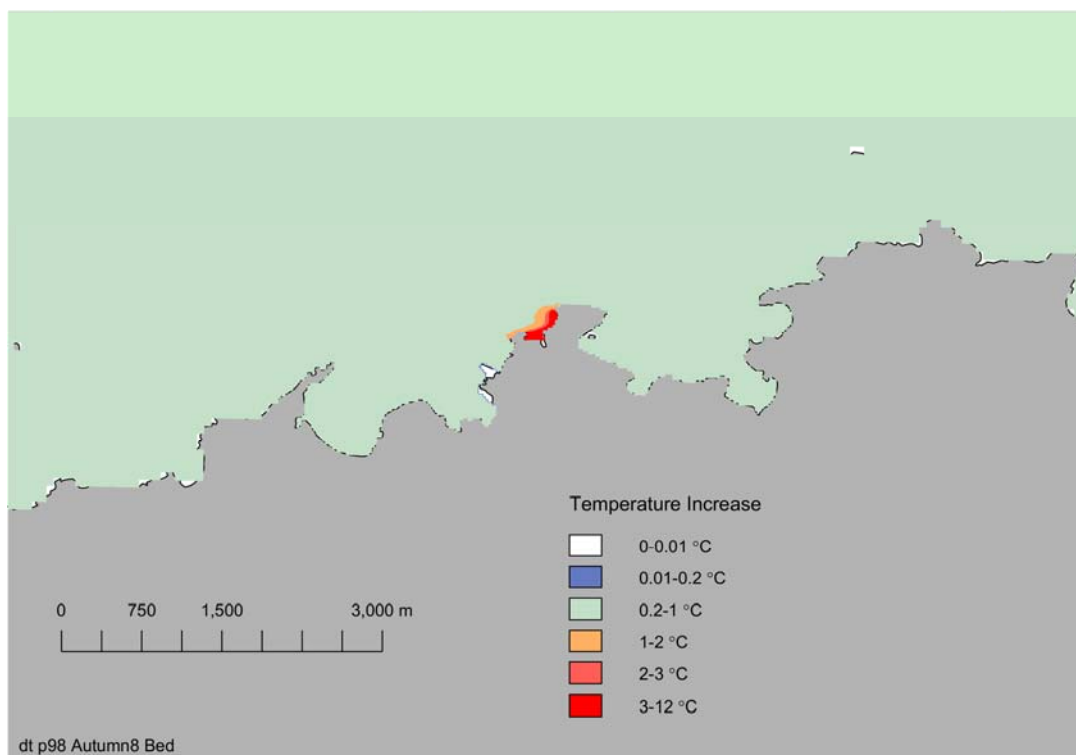 Temperature Increase
0-0.01 °C
0.01-0.2 °C
0.2-1 °C
1-2 °C
2-3 °C
3-12 °C
0 750 1,500 3,000 m
dt p98 Autumn8 Bed